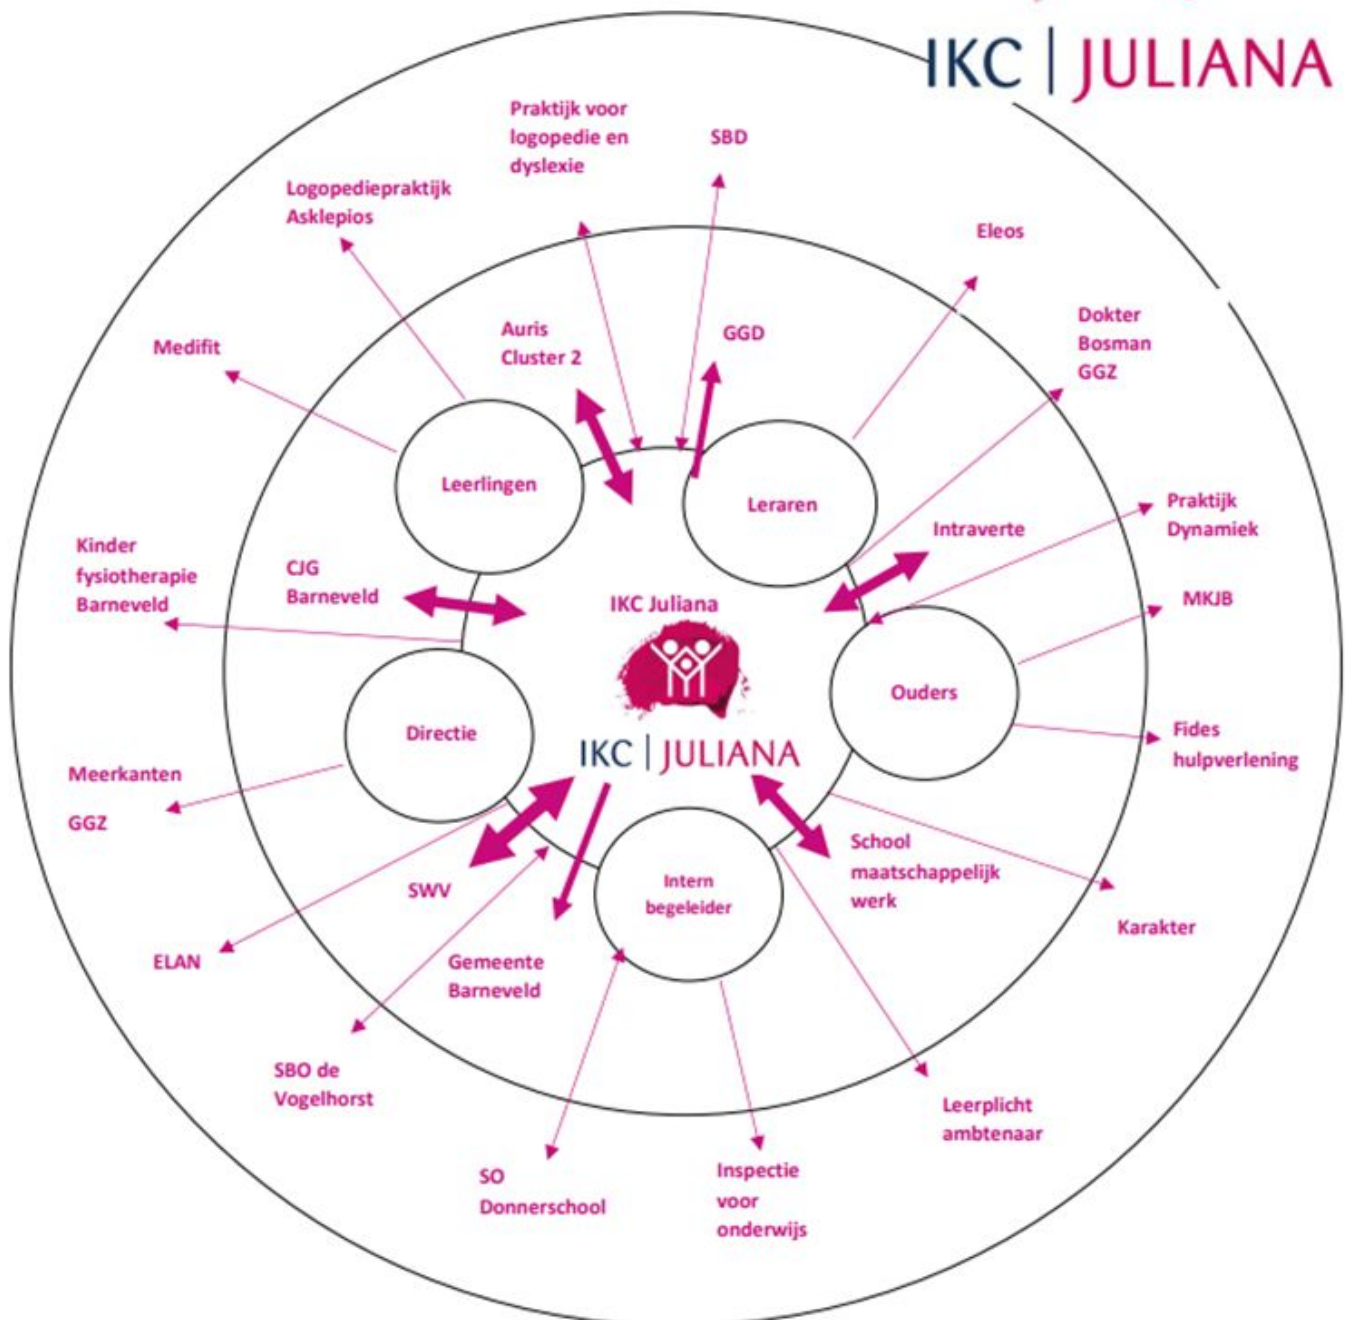 IKC | JULIANA
Praktijk voor
logopedie en
dyslexie
SBD
Logopediepraktijk
Asklepios
Eleos
Medifit
Auris
Cluster 2
GGD
Dokter
Bosman
GGZ
Leerlingen
Leraren
Praktijk
Dynamiek
Intraverte
Kinder
fysiotherapie
Barneveld
CJG
Barneveld
IKC Juliana
MKJB
Ouders
Directie
IKC | JULIANA
Fides
hulpverlening
Meerkanten
GGZ
School
maatschappelijk
werk
SWV
Intern
begeleider
Karakter
ELAN
Gemeente
Barneveld
SBO de
Vogelhorst
Leerplicht
ambtenaar
SO
Donnerschool
Inspectie
voor
onderwijs